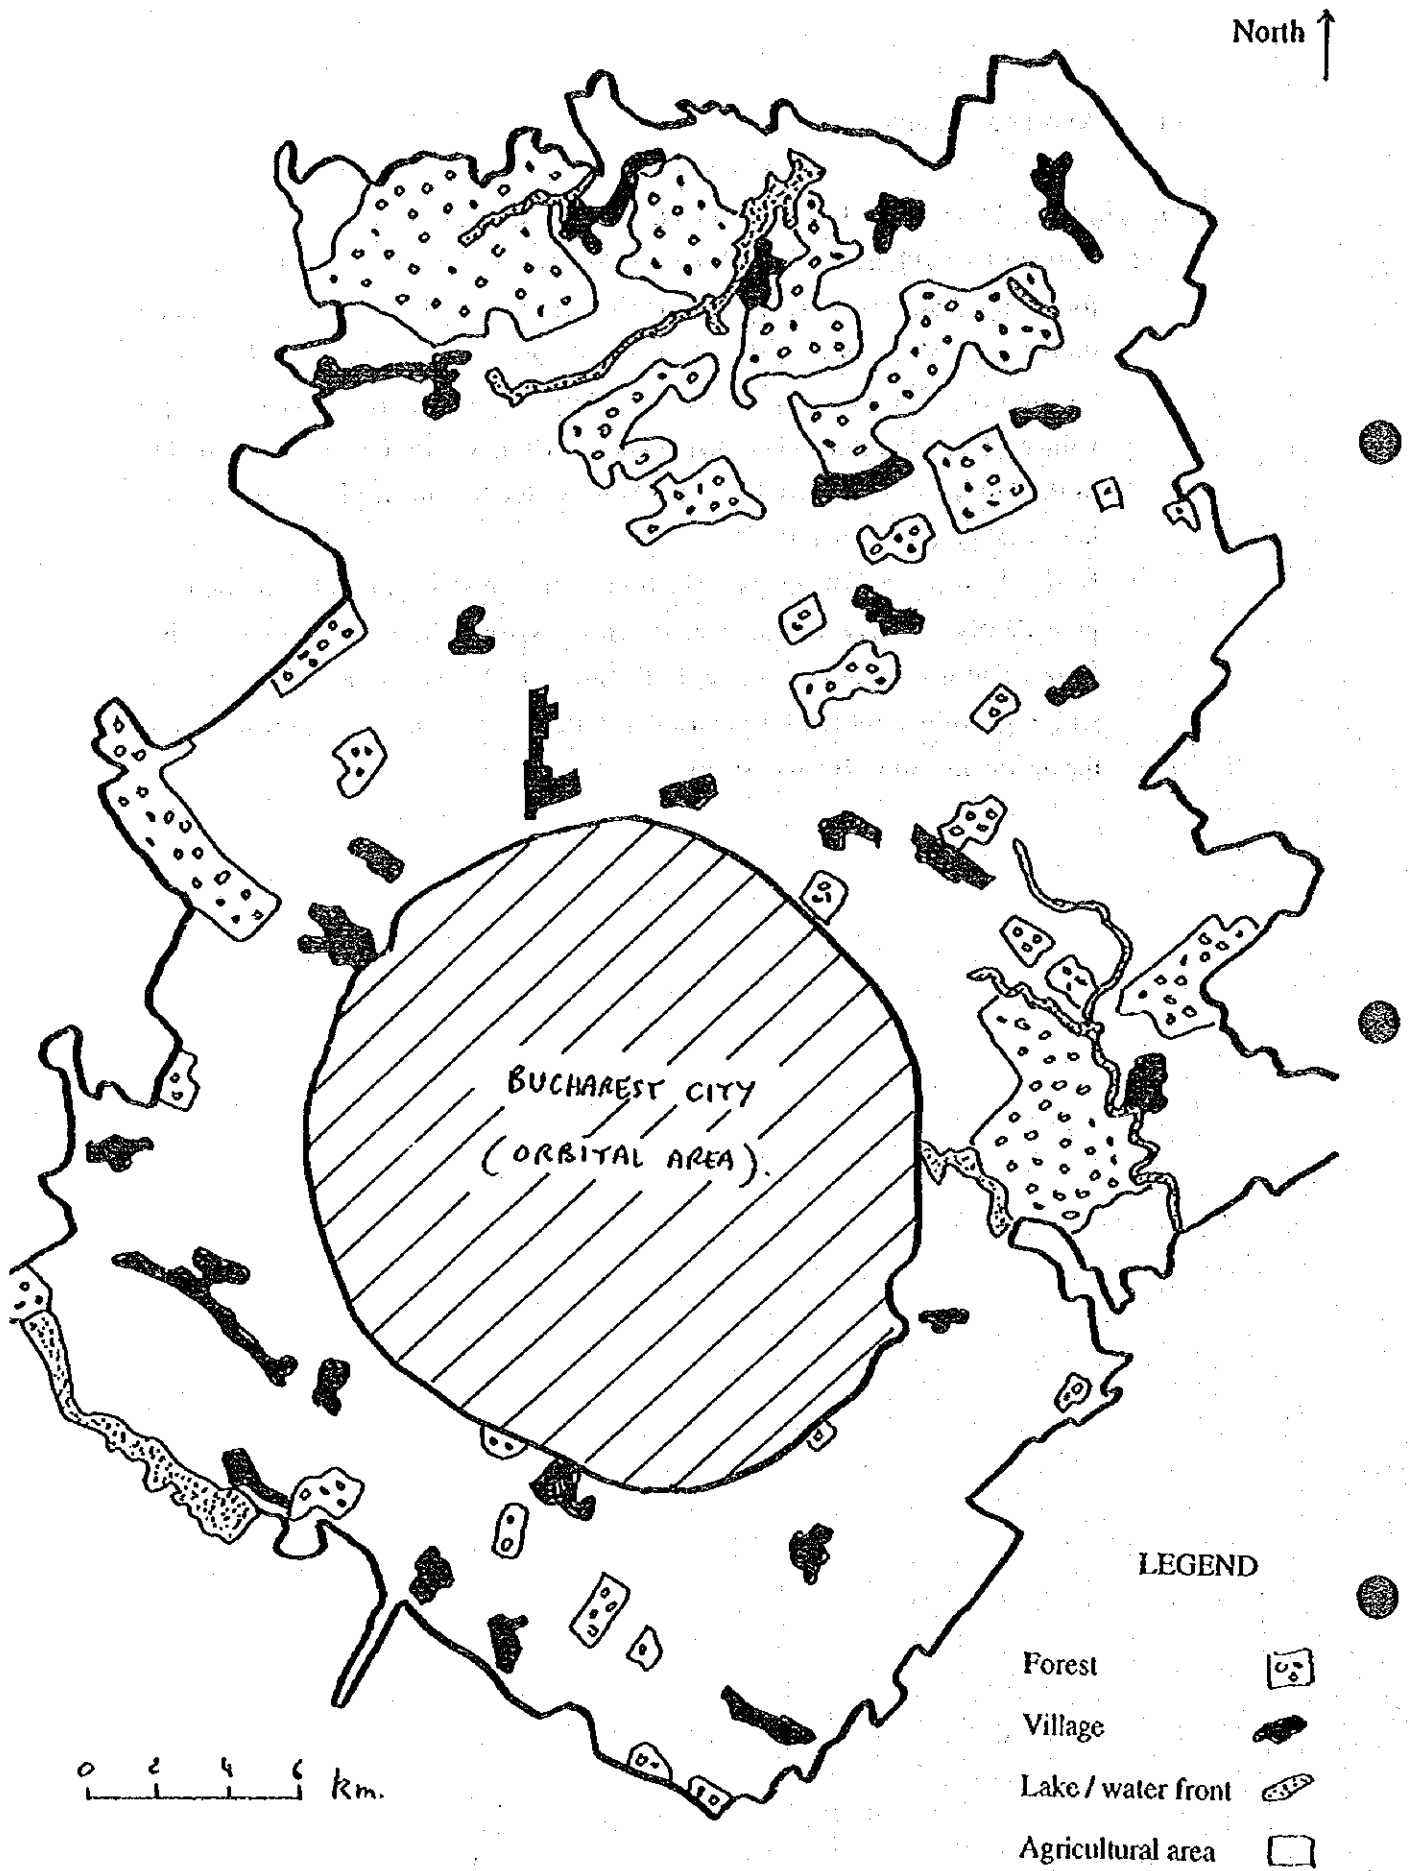 North
BUCHAREST CITY
(ORBITAL AREA).
LEGEND
Forest
Village
Lake / water front
Agricultural area
0 2 4 6 km.